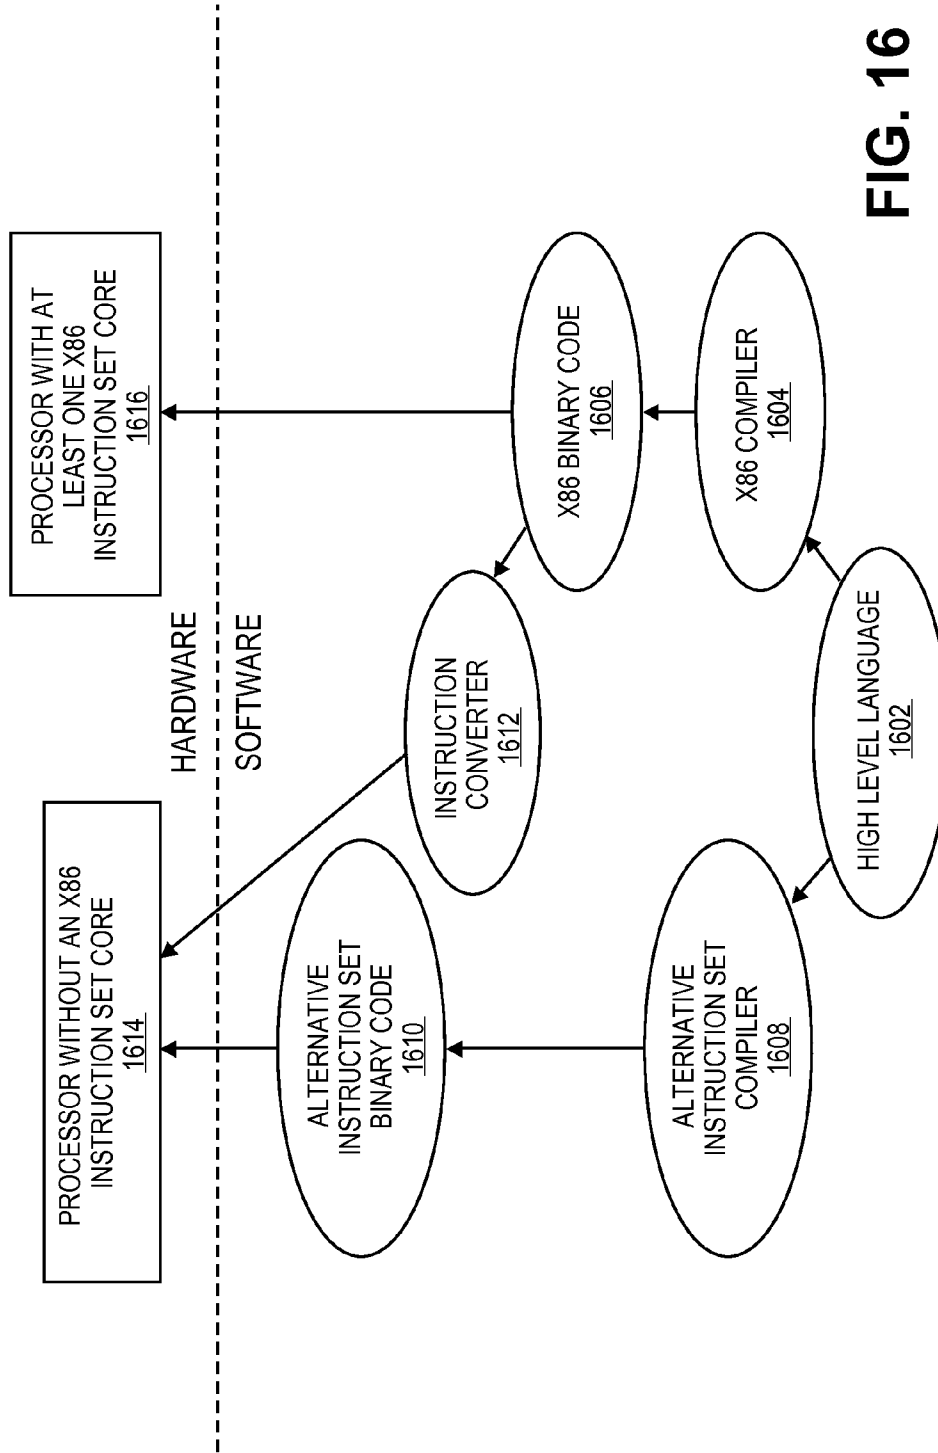 PROCESSOR WITHOUT AN X86
INSTRUCTION SET CORE
1614
PROCESSOR WITH AT
LEAST ONE X86
INSTRUCTION SET CORE
1616
HARDWARE
SOFTWARE
ALTERNATIVE
INSTRUCTION SET
BINARY CODE
1610
INSTRUCTION
CONVERTER
1612
X86 BINARY CODE
1606
ALTERNATIVE
INSTRUCTION SET
COMPILER
1608
X86 COMPILER
1604
HIGH LEVEL LANGUAGE
1602
FIG. 16